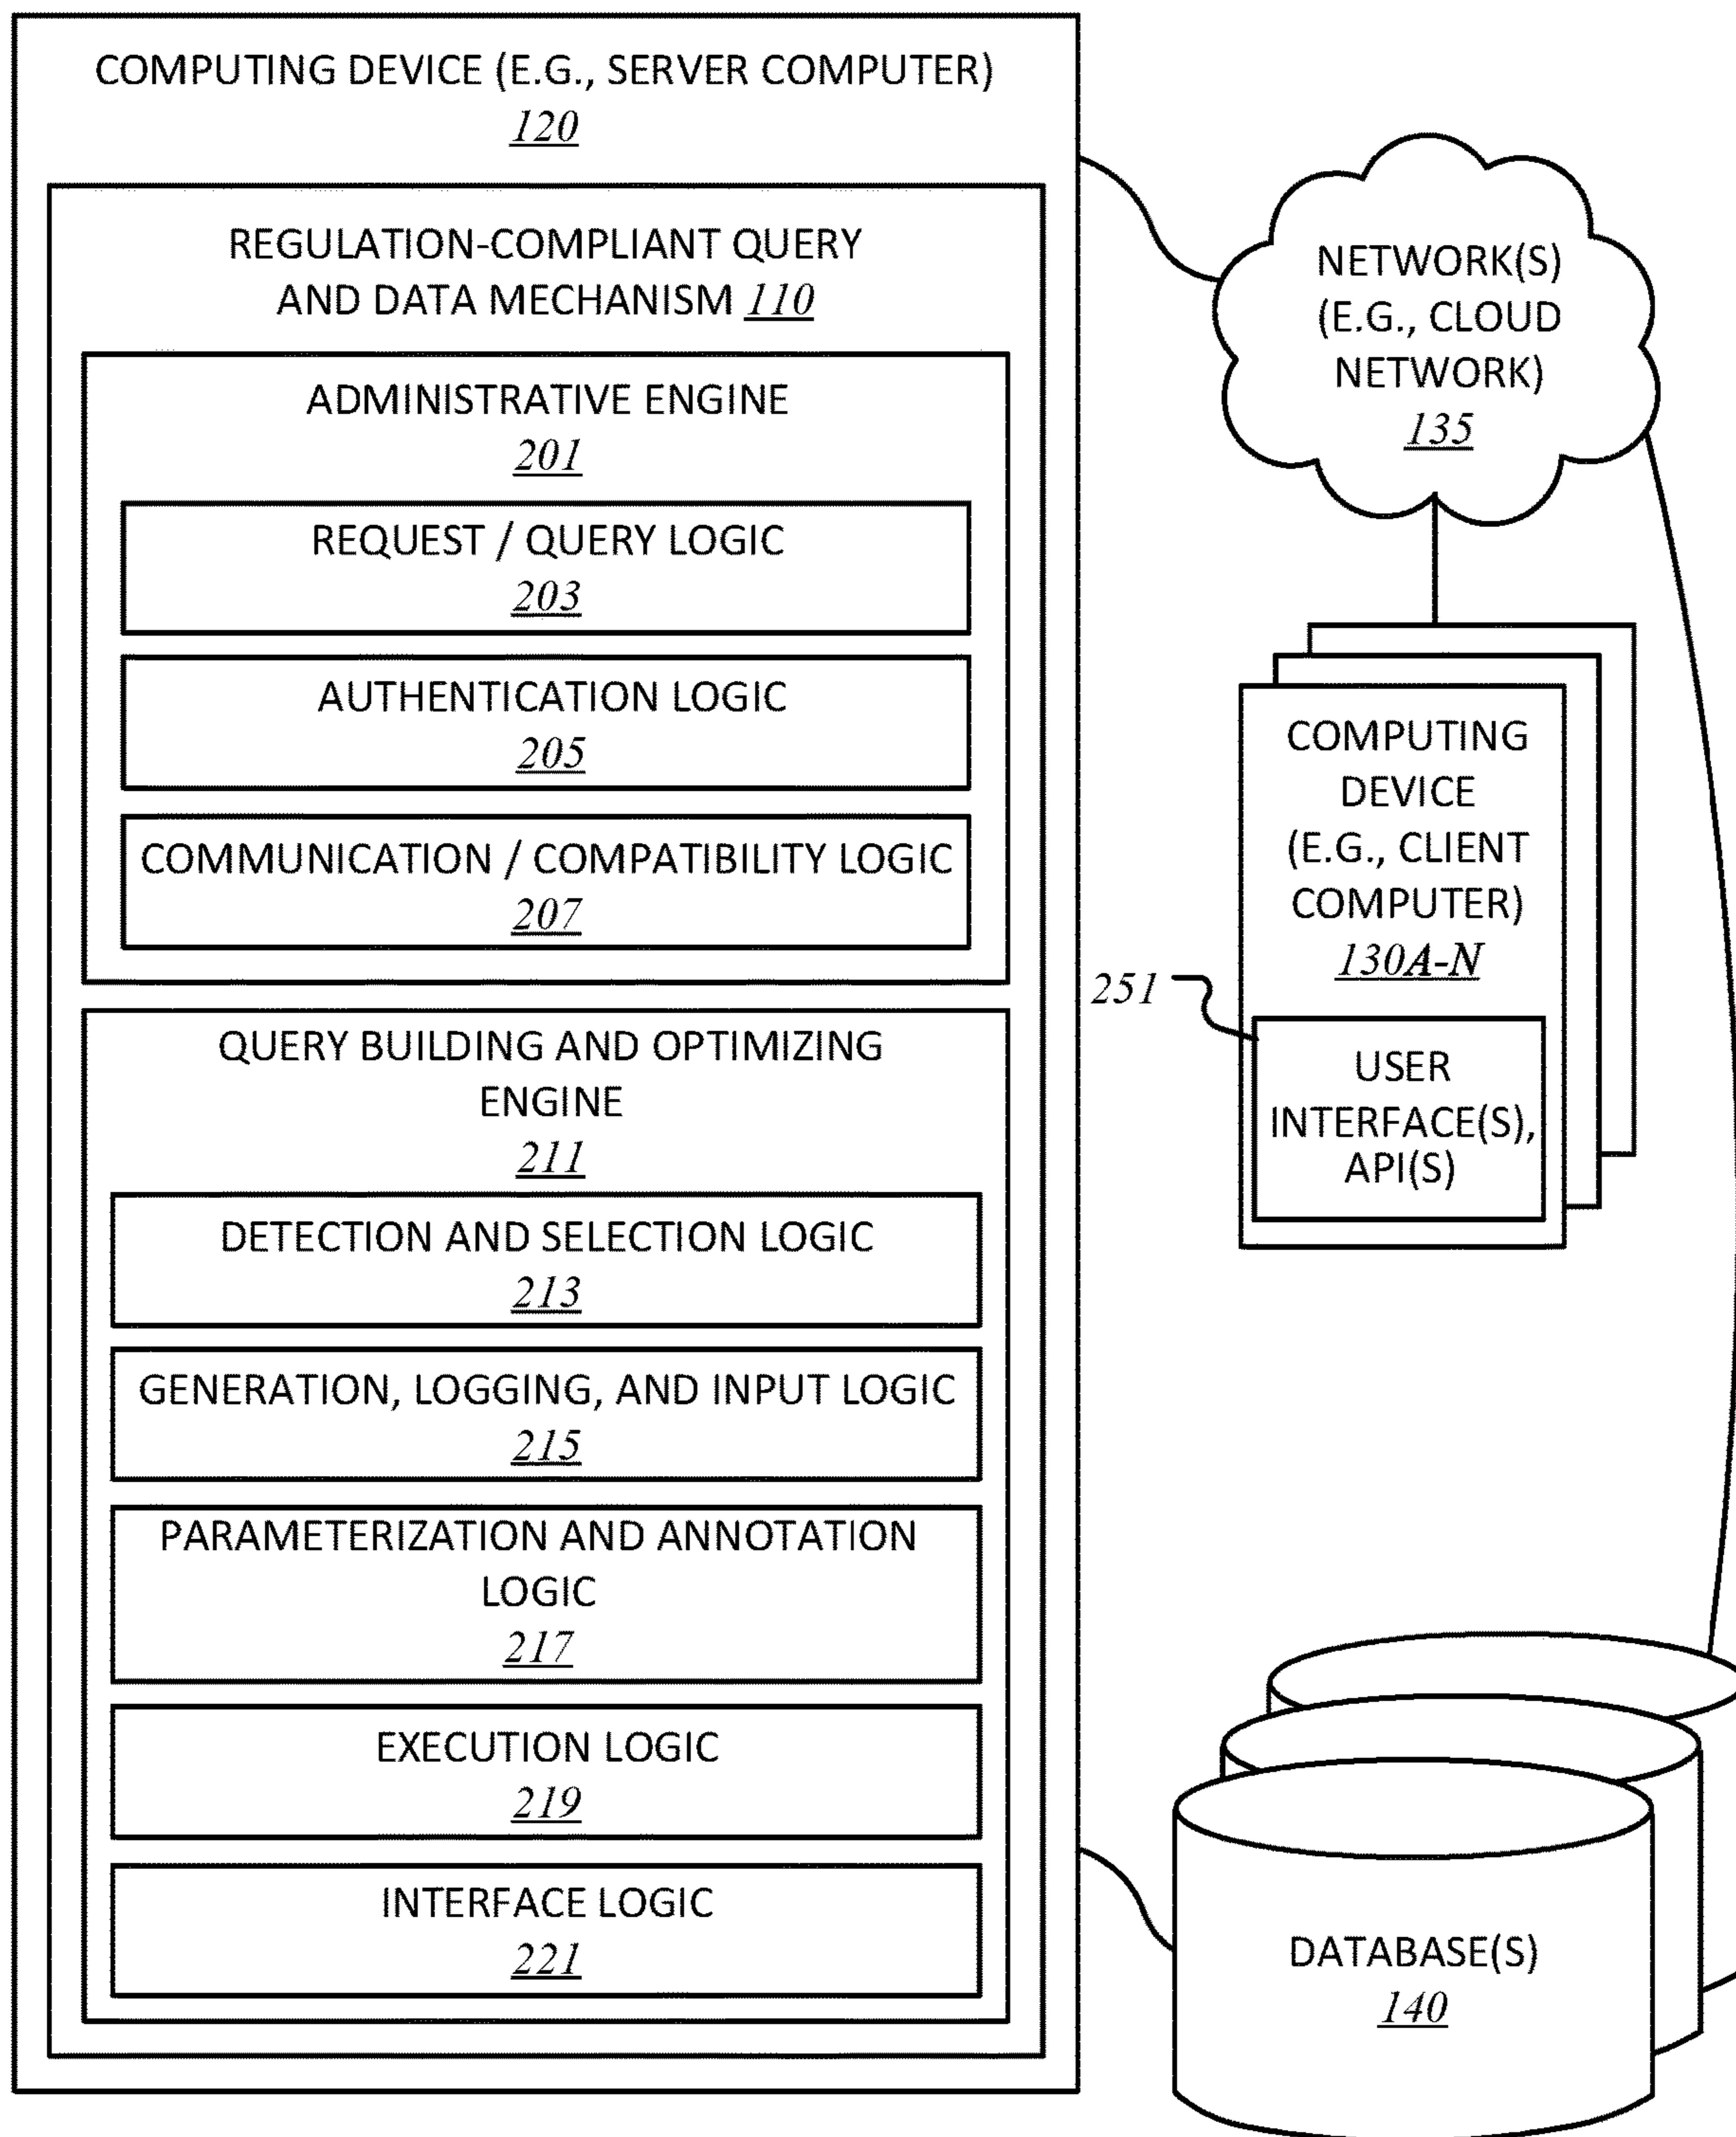 COMPUTING DEVICE (E.G., SERVER COMPUTER)
120
REGULATION-COMPLIANT QUERY
AND DATA MECHANISM 110
ADMINISTRATIVE ENGINE
201
REQUEST / QUERY LOGIC
203
AUTHENTICATION LOGIC
205
COMMUNICATION / COMPATIBILITY LOGIC
207
QUERY BUILDING AND OPTIMIZING
ENGINE
211
DETECTION AND SELECTION LOGIC
213
GENERATION, LOGGING, AND INPUT LOGIC
215
PARAMETERIZATION AND ANNOTATION
LOGIC
217
EXECUTION LOGIC
219
INTERFACE LOGIC
221
NETWORK(S)
(E.G., CLOUD
NETWORK)
135
COMPUTING
DEVICE
(E.G., CLIENT
COMPUTER)
130A-N
251
USER
INTERFACE(S),
API(S)
DATABASE(S)
140